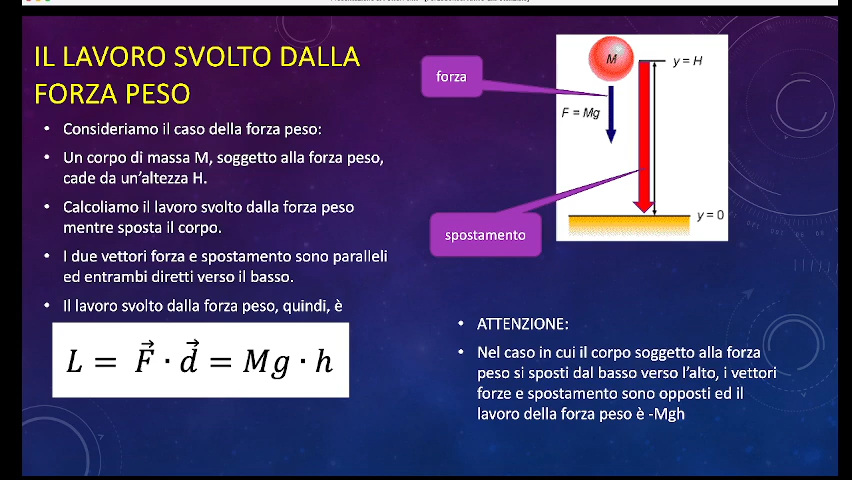 IL LAVORO SVOLTO DALLA
FORZA PESO
• Consideriamo il caso della forza peso:
• Un corpo di massa M, soggetto alla forza peso,
cade da un'altezza H.
• Calcoliamo il lavoro svolto dalla forza peso
mentre sposta il corpo.
• I due vettori forza e spostamento sono paralleli
ed entrambi diretti verso il basso.
• Il lavoro svolto dalla forza peso, quindi, è
L = F⃗ · d⃗ = Mg · h
forza
M
y = H
F = Mg
spostamento
y = 0
• ATTENZIONE:
• Nel caso in cui il corpo soggetto alla forza
peso si sposti dal basso verso l'alto, i vettori
forze e spostamento sono opposti ed il
lavoro della forza peso è -Mgh